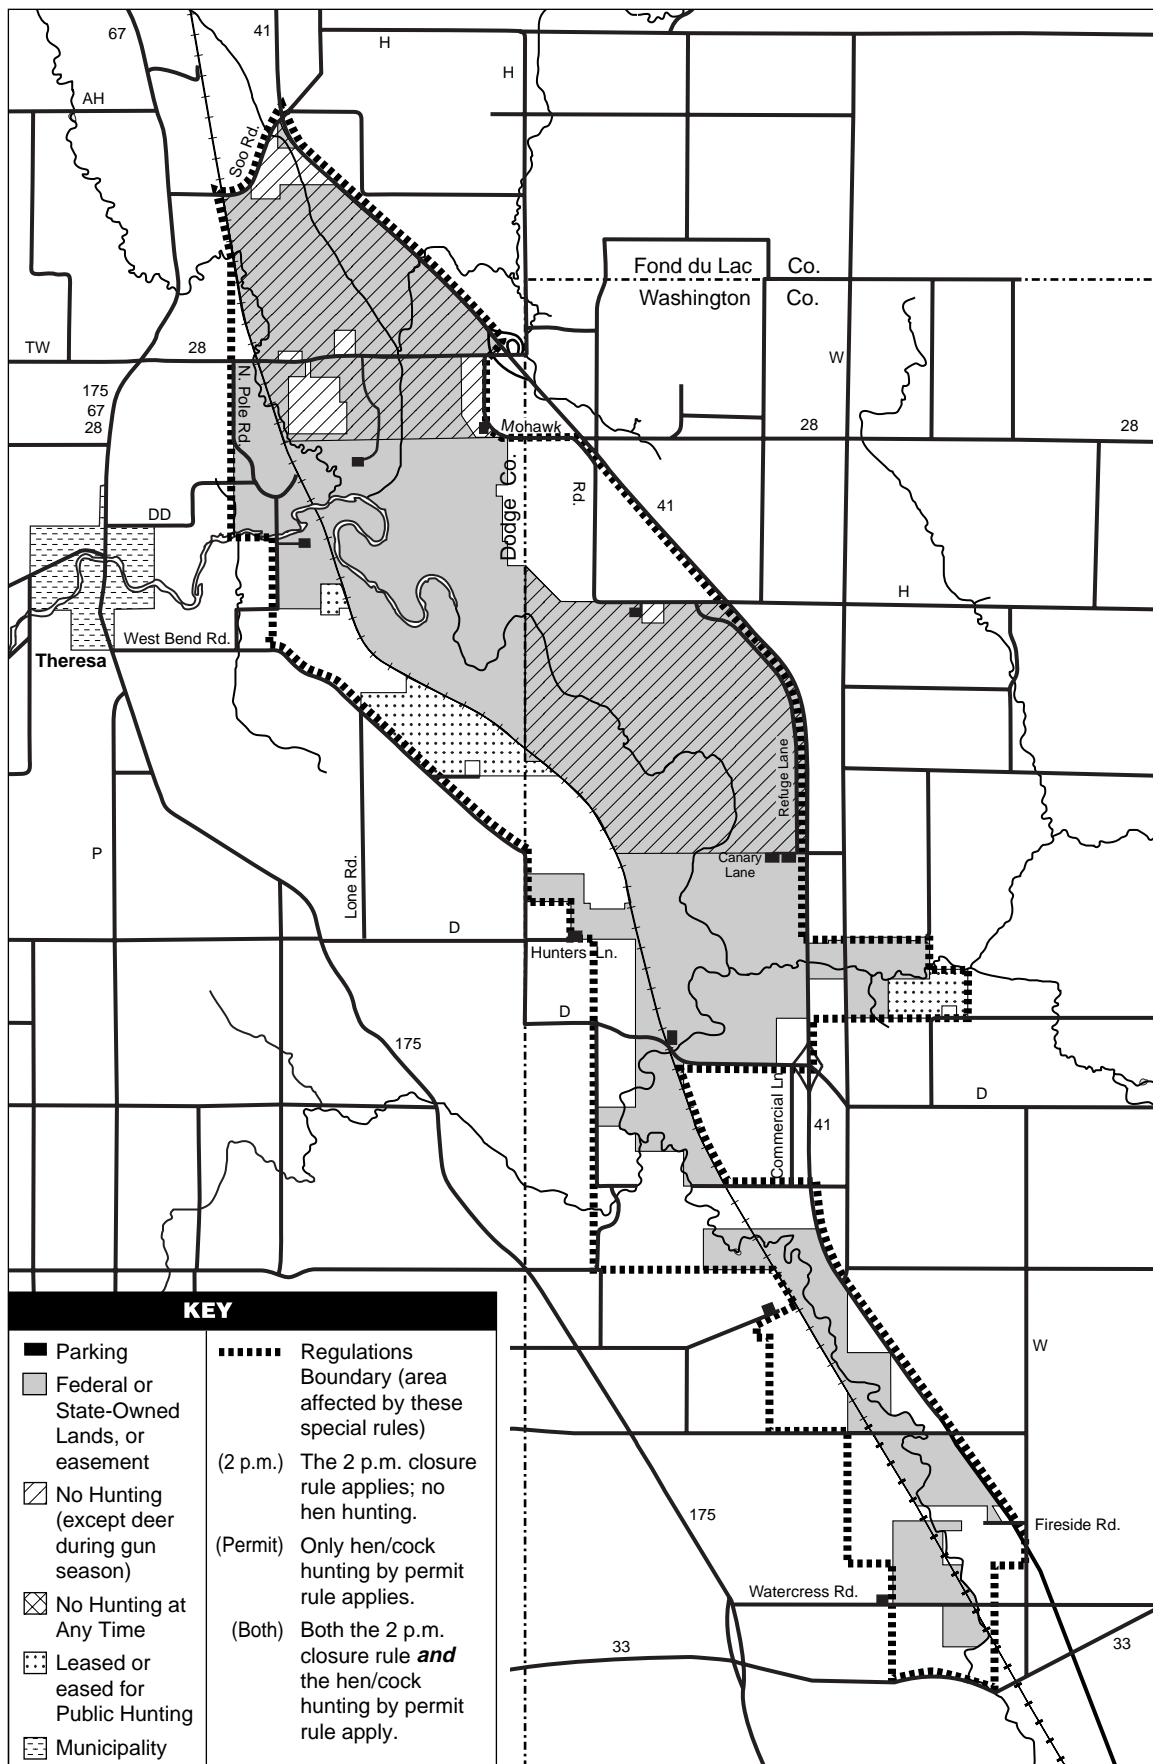 67
41
H
H
AH
Soo Rd.
Fond du Lac Co.
Washington Co.
TW
28
W
175
67
28
N. Pole Rd.
Mohawk
Rd.
28
28
Dodge Co.
41
DD
H
West Bend Rd.
Theresa
Refuge Lane
P
Lone Rd.
Canary
Lane
D
Hunters Ln.
D
175
Commercial Ln.
D
41
W
175
Fireside Rd.
Watercress Rd.
33
33
KEY
Parking
Federal or
State-Owned
Lands, or
easement
No Hunting
(except deer
during gun
season)
No Hunting at
Any Time
Leased or
eased for
Public Hunting
Municipality
Regulations
Boundary (area
affected by these
special rules)
(2 p.m.) The 2 p.m. closure
rule applies; no
hen hunting.
(Permit) Only hen/cock
hunting by permit
rule applies.
(Both) Both the 2 p.m.
closure rule and
the hen/cock
hunting by permit
rule apply.